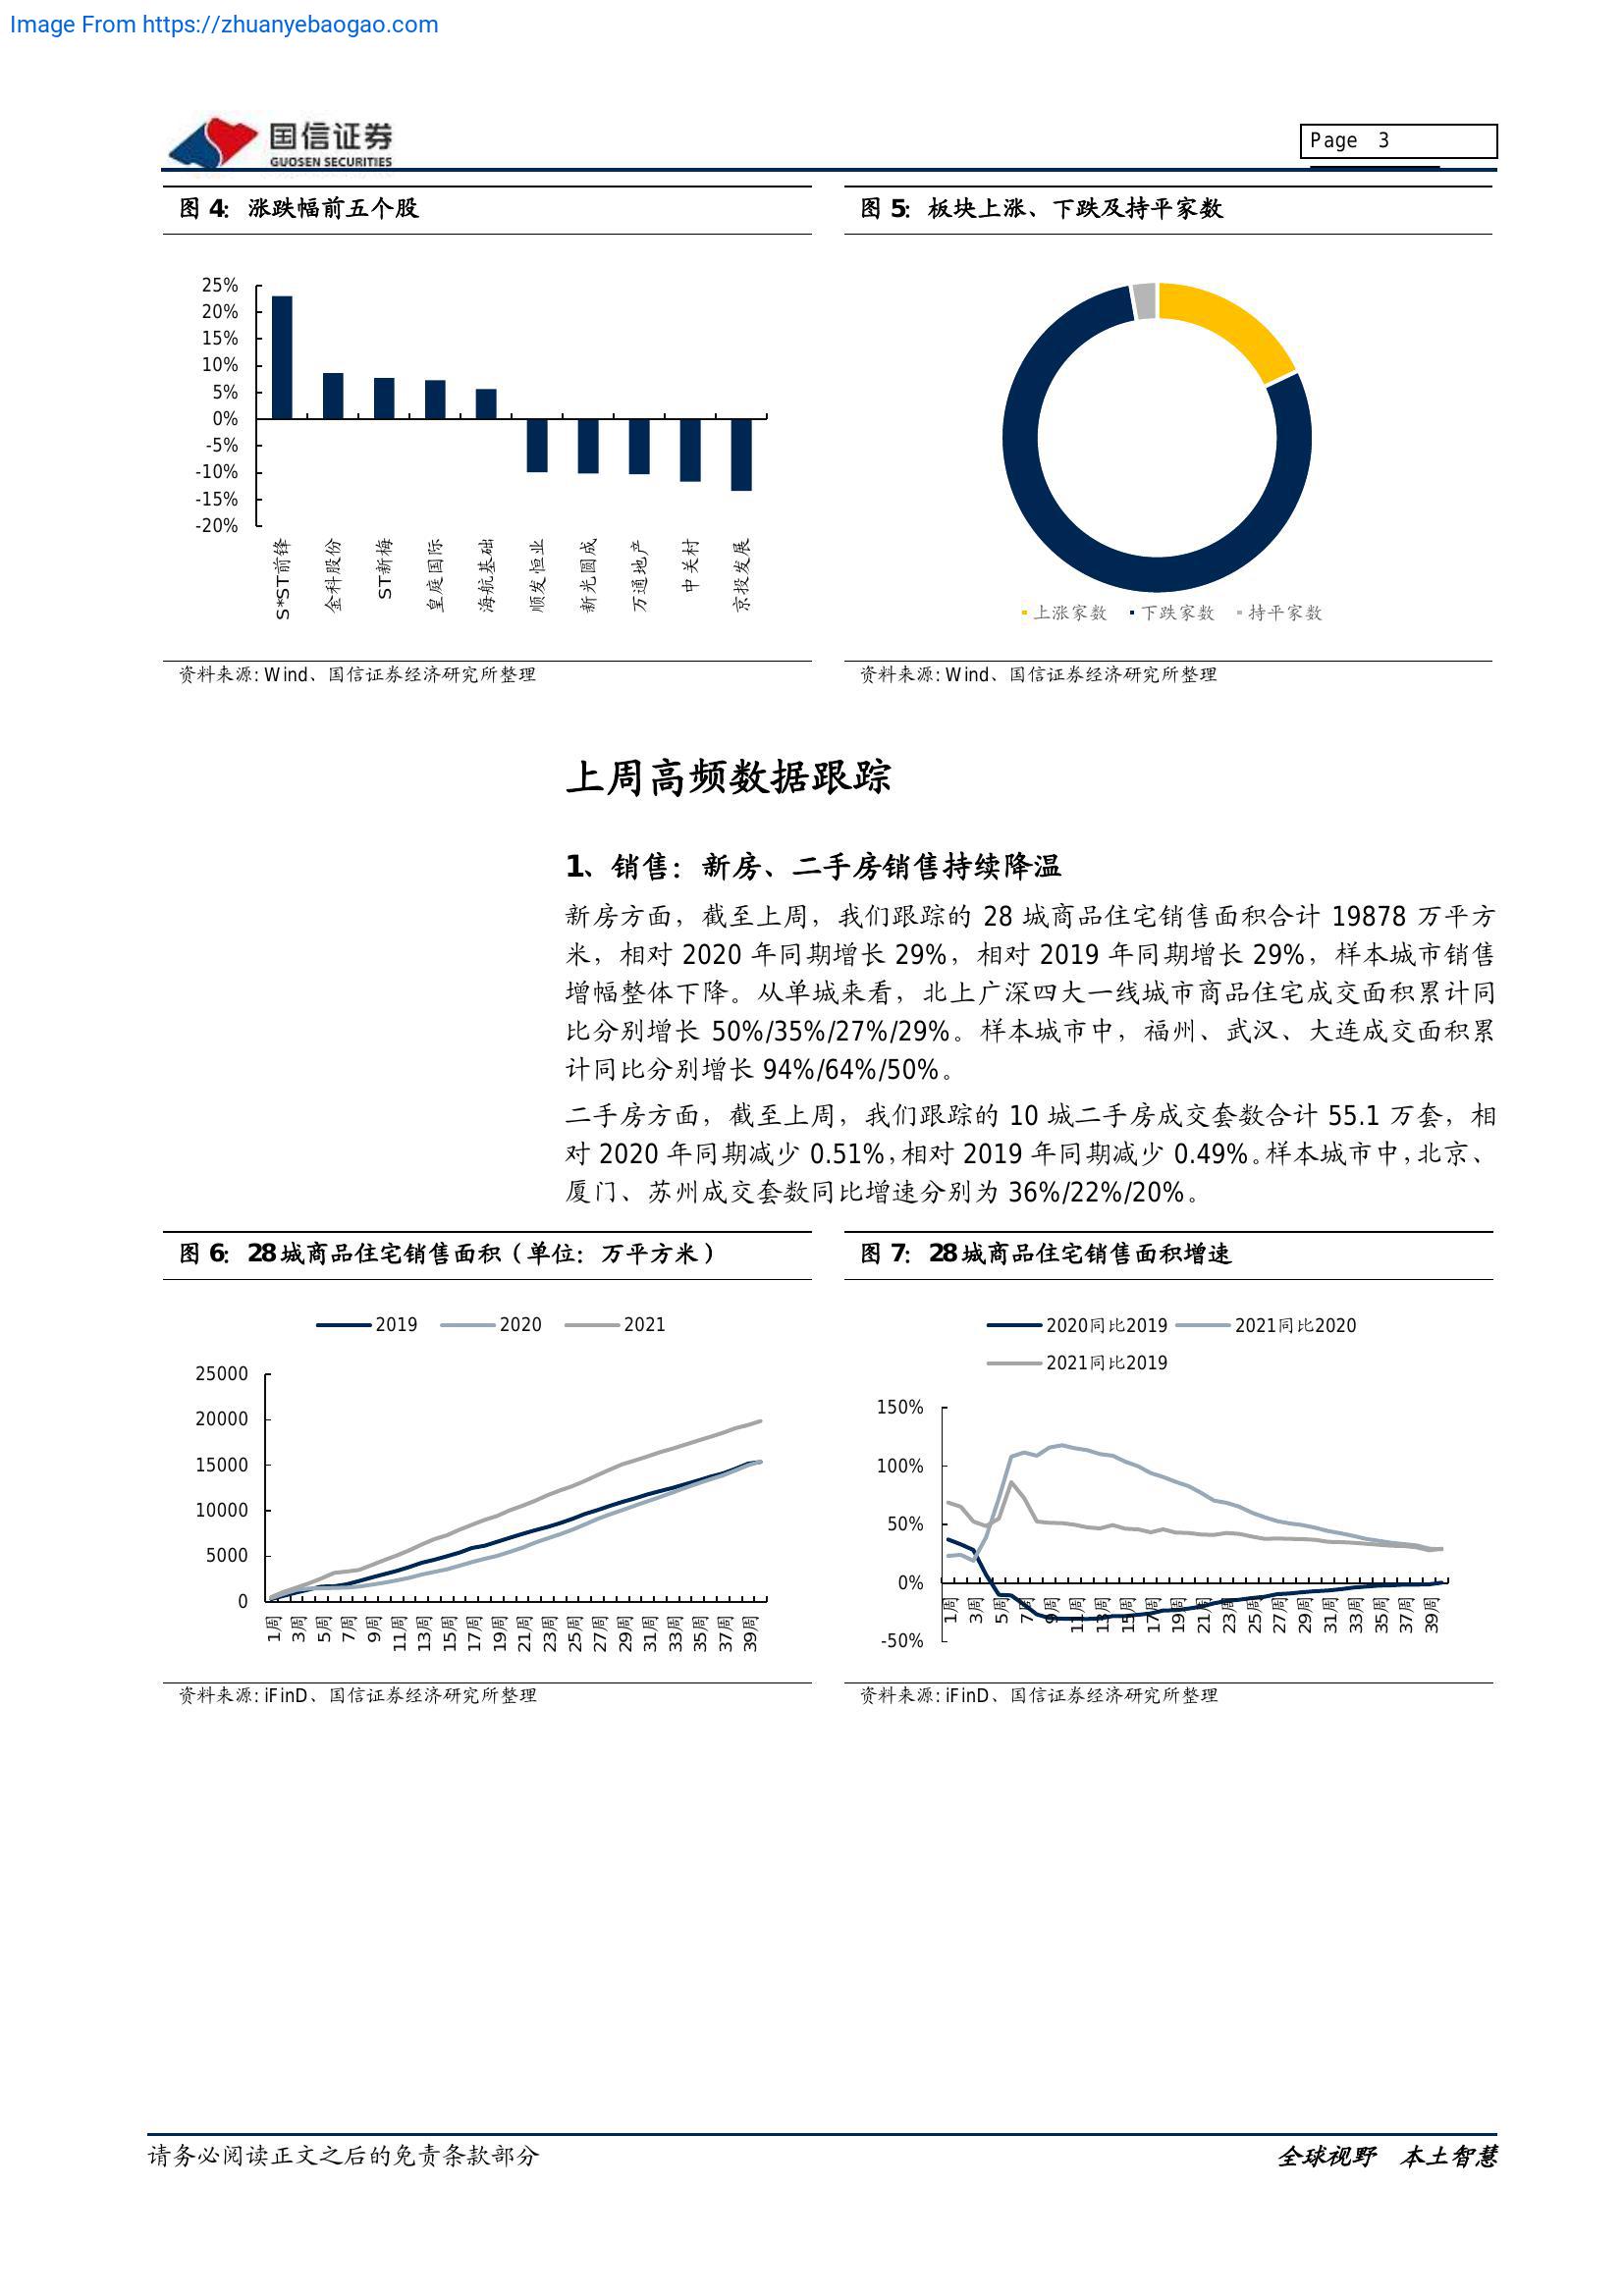 Image From https://zhuanyebaogao.com
国信证券
GUOSEN SECURITIES
Page 3
图 4：涨跌幅前五个股
25%
20%
15%
10%
5%
0%
-5%
-10%
-15%
-20%
S*ST前锋
金科股份
ST新梅
皇庭国际
海航基础
顺发恒业
新光圆成
万通地产
中关村
京投发展
资料来源: Wind、国信证券经济研究所整理
图 5：板块上涨、下跌及持平家数
上涨家数 下跌家数 持平家数
资料来源: Wind、国信证券经济研究所整理
上周高频数据跟踪
1、销售：新房、二手房销售持续降温
新房方面，截至上周，我们跟踪的 28 城商品住宅销售面积合计 19878 万平方
米，相对 2020 年同期增长 29%，相对 2019 年同期增长 29%，样本城市销售
增幅整体下降。从单城来看，北上广深四大一线城市商品住宅成交面积累计同
比分别增长 50%/35%/27%/29%。样本城市中，福州、武汉、大连成交面积累
计同比分别增长 94%/64%/50%。
二手房方面，截至上周，我们跟踪的 10 城二手房成交套数合计 55.1 万套，相
对 2020 年同期减少 0.51%，相对 2019 年同期减少 0.49%。样本城市中，北京、
厦门、苏州成交套数同比增速分别为 36%/22%/20%。
图 6：28城商品住宅销售面积（单位：万平方米）
2019 2020 2021
25000
20000
15000
10000
5000
0
1周 3周 5周 7周 9周 11周 13周 15周 17周 19周 21周 23周 25周 27周 29周 31周 33周 35周 37周 39周
资料来源: iFinD、国信证券经济研究所整理
图 7：28城商品住宅销售面积增速
2020同比2019 2021同比2020
2021同比2019
150%
100%
50%
0%
-50%
1周 3周 5周 7周 9周 11周 13周 15周 17周 19周 21周 23周 25周 27周 29周 31周 33周 35周 37周 39周
资料来源: iFinD、国信证券经济研究所整理
请务必阅读正文之后的免责条款部分
全球视野 本土智慧